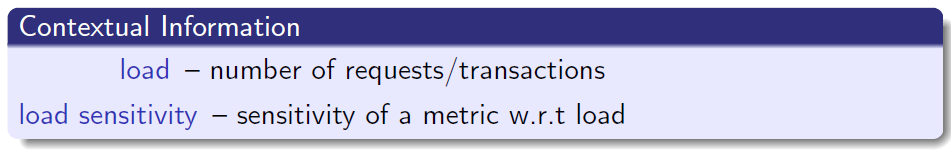 Contextual Information
load – number of requests/transactions
load sensitivity – sensitivity of a metric w.r.t load